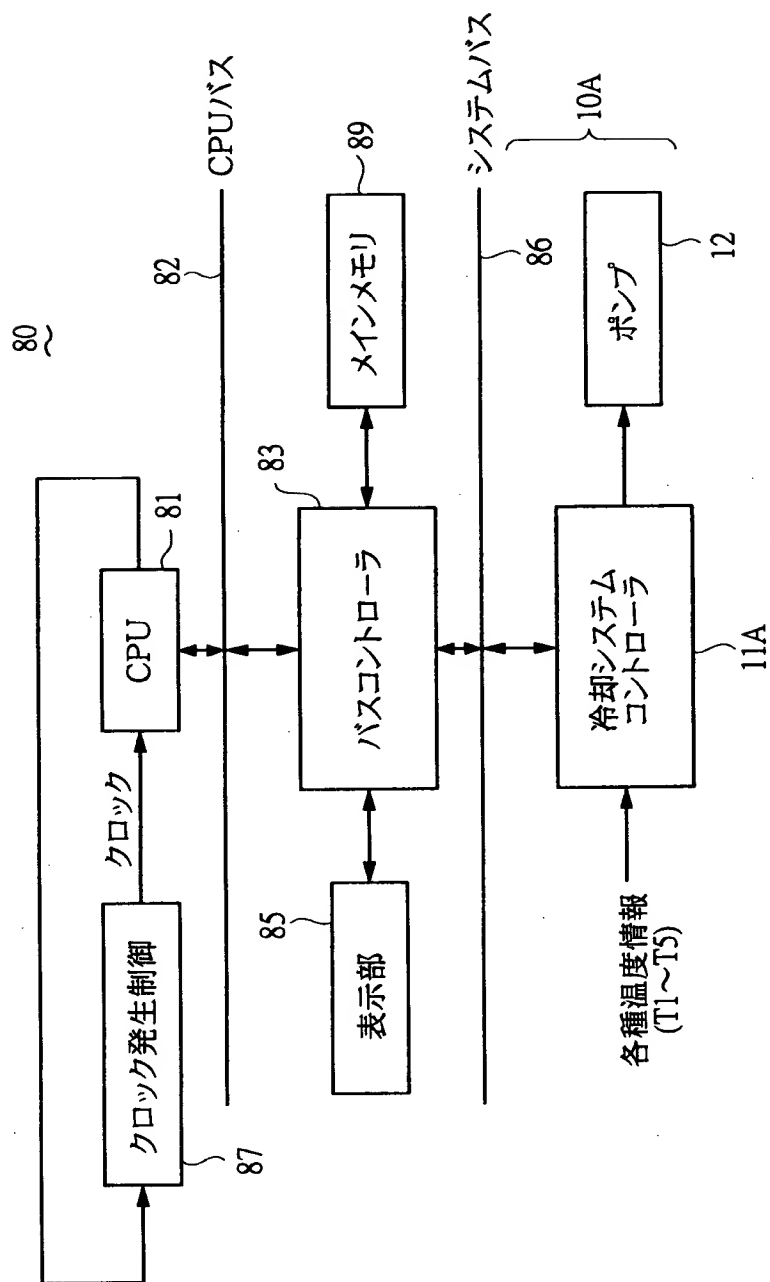 80
クロック発生制御
87
クロック
CPU
81
CPUバス
82
表示部
85
バスコントローラ
83
メインメモリ
89
システムバス
86
各種温度情報
(T1～T5)
冷却システム
コントローラ
11A
ポンプ
12
10A